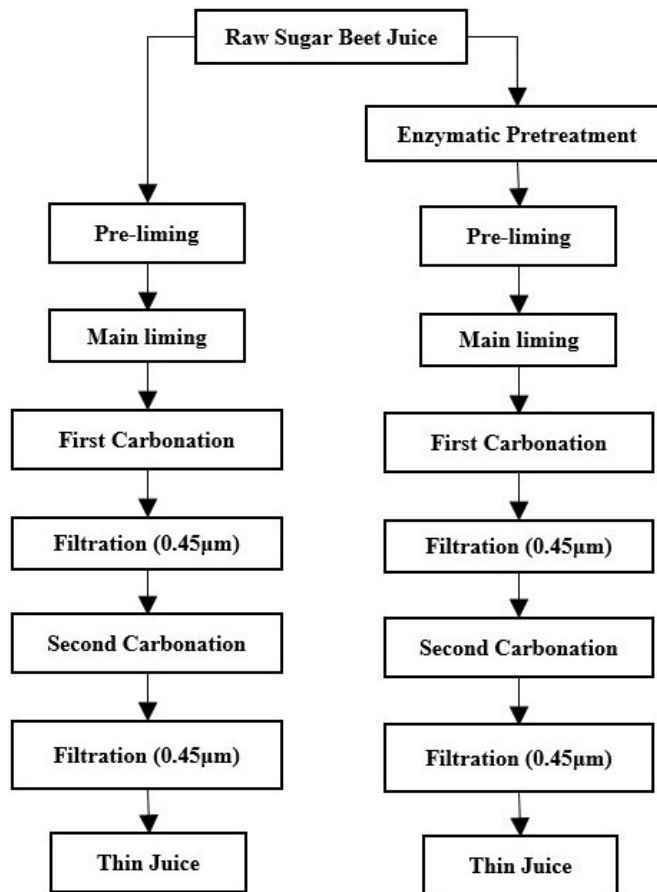 Raw Sugar Beet Juice
Enzymatic Pretreatment
Pre-liming
Pre-liming
Main liming
Main liming
First Carbonation
First Carbonation
Filtration (0.45µm)
Filtration (0.45µm)
Second Carbonation
Second Carbonation
Filtration (0.45µm)
Filtration (0.45µm)
Thin Juice
Thin Juice